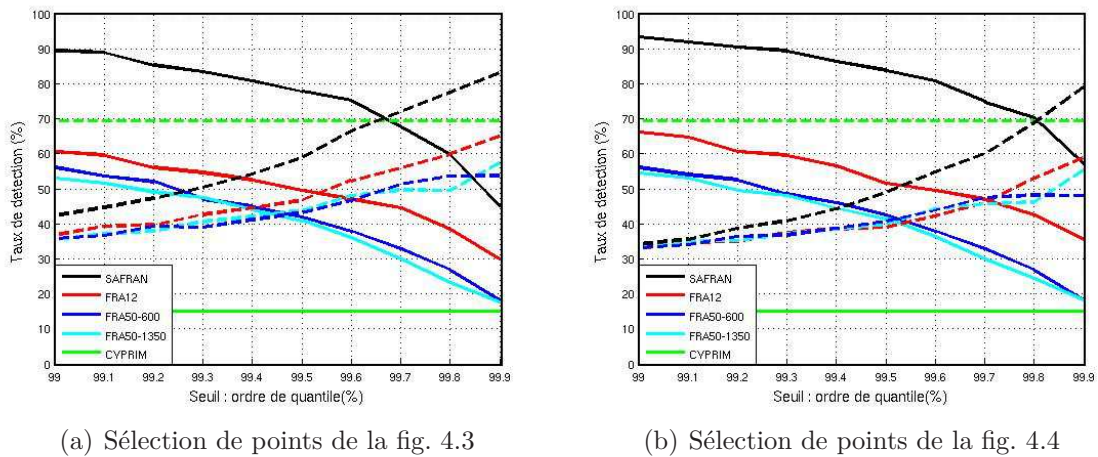 100
90
80
70
60
50
40
30
20
10
0
Taux de detection (%)
SAFRAN
FRA12
FRA50-600
FRA50-1350
CYPRIM
99 99.1 99.2 99.3 99.4 99.5 99.6 99.7 99.8 99.9
Seuil : ordre de quantile(%)
(a) Sélection de points de la fig. 4.3
100
90
80
70
60
50
40
30
20
10
0
Taux de detection (%)
SAFRAN
FRA12
FRA50-600
FRA50-1350
CYPRIM
99 99.1 99.2 99.3 99.4 99.5 99.6 99.7 99.8 99.9
Seuil : ordre de quantile(%)
(b) Sélection de points de la fig. 4.4